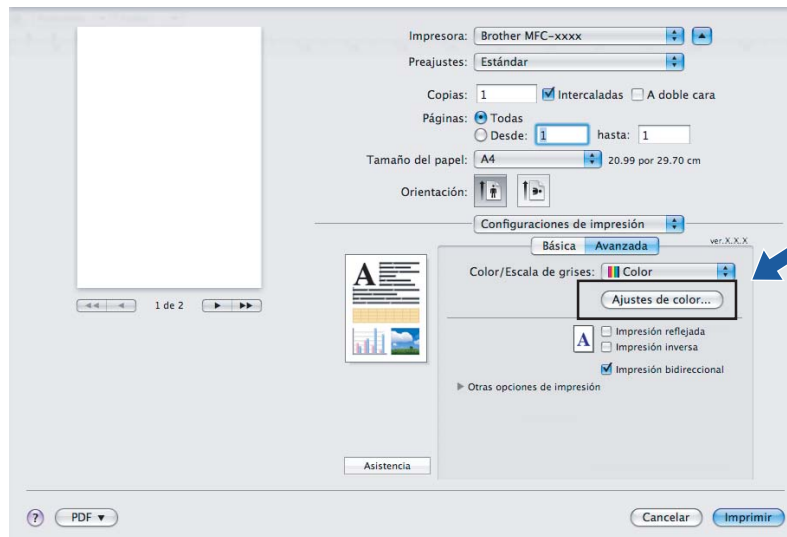 Impresora: Brother MFC-xxxx
Preajustes: Estándar
Copias: 1 Intercaladas A doble cara
Páginas: Todas
Desde: 1 hasta: 1
Tamaño del papel: A4 20.99 por 29.70 cm
Orientación:
Configuraciones de impresión
Básica Avanzada ver.X.X.X
Color/Escala de grises: Color
Ajustes de color...
A
1 de 2
A Impresión reflejada
Impresión inversa
Impresión bidireccional
Otras opciones de impresión
Asistencia
? PDF Cancelar Imprimir